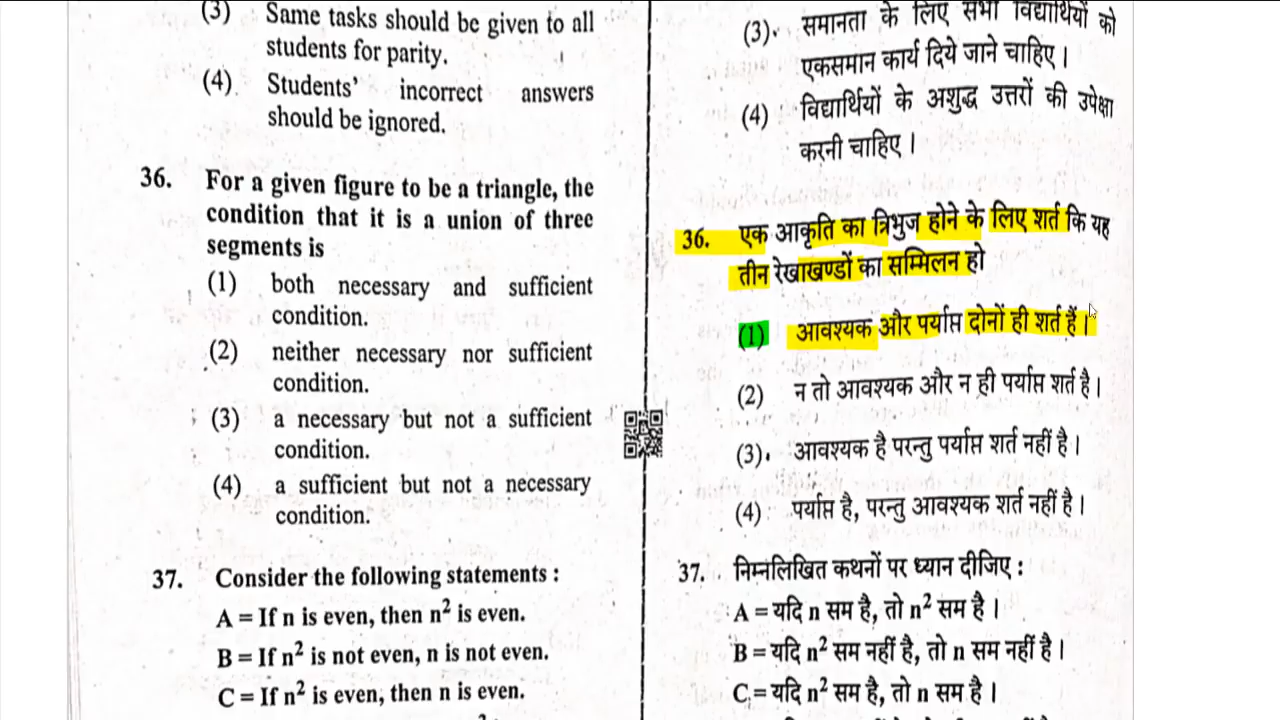 (3) Same tasks should be given to all
students for parity.
(4) Students' incorrect answers
should be ignored.
36. For a given figure to be a triangle, the
condition that it is a union of three
segments is
(1) both necessary and sufficient
condition.
(2) neither necessary nor sufficient
condition.
(3) a necessary but not a sufficient
condition.
(4) a sufficient but not a necessary
condition.
37. Consider the following statements :
A = If n is even, then n² is even.
B = If n² is not even, n is not even.
C = If n² is even, then n is even.
(3) समानता के लिए सभी विद्यार्थियों को
एकसमान कार्य दिये जाने चाहिए।
(4) विद्यार्थियों के अशुद्ध उत्तरों की उपेक्षा
करनी चाहिए।
36. एक आकृति का त्रिभुज होने के लिए शर्त कि यह
तीन रेखाखण्डों का सम्मिलन हो
(1) आवश्यक और पर्याप्त दोनों ही शर्त हैं।
(2) न तो आवश्यक और न ही पर्याप्त शर्त है।
(3) आवश्यक है परन्तु पर्याप्त शर्त नहीं है।
(4) पर्याप्त है, परन्तु आवश्यक शर्त नहीं है।
37. निम्नलिखित कथनों पर ध्यान दीजिए :
A = यदि n सम है, तो n² सम है।
B = यदि n² सम नहीं है, तो n सम नहीं है।
C = यदि n² सम है, तो n सम है।